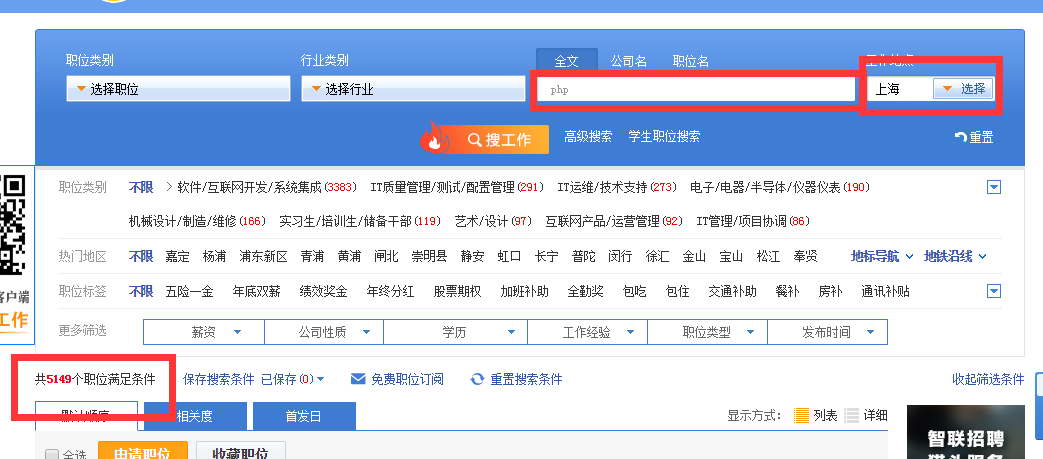 职位类别 行业类别 全文 公司名 职位名 工作地点
选择职位 选择行业 php 上海 选择
搜工作 高级搜索 学生职位搜索 重置
职位类别 不限 软件/互联网开发/系统集成(3383) IT质量管理/测试/配置管理(291) IT运维/技术支持(273) 电子/电器/半导体/仪器仪表(190)
机械设计/制造/维修(166) 实习生/培训生/储备干部(119) 艺术/设计(97) 互联网产品/运营管理(92) IT管理/项目协调(86)
热门地区 不限 嘉定 杨浦 浦东新区 青浦 黄浦 闸北 崇明县 静安 虹口 长宁 普陀 闵行 徐汇 金山 宝山 松江 奉贤 地标导航 地铁沿线
职位标签 不限 五险一金 年底双薪 绩效奖金 年终分红 股票期权 加班补助 全勤奖 包吃 包住 交通补助 餐补 房补 通讯补贴
客户端
工作
更多筛选 薪资 公司性质 学历 工作经验 职位类型 发布时间
共5149个职位满足条件 保存搜索条件 已保存(0) 免费职位订阅 重置搜索条件 收起筛选条件
默认顺序 相关度 首发日 显示方式： 列表 详细
全选 申请职位 收藏职位
智联招聘
猎头服务